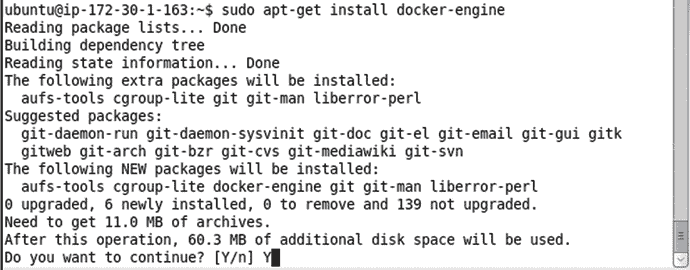 ubuntu@ip-172-30-1-163:~$ sudo apt-get install docker-engine
Reading package lists... Done
Building dependency tree
Reading state information... Done
The following extra packages will be installed:
  aufs-tools cgroup-lite git git-man liberror-perl
Suggested packages:
  git-daemon-run git-daemon-sysvinit git-doc git-el git-email git-gui gitk
  gitweb git-arch git-bzr git-cvs git-mediawiki git-svn
The following NEW packages will be installed:
  aufs-tools cgroup-lite docker-engine git git-man liberror-perl
0 upgraded, 6 newly installed, 0 to remove and 139 not upgraded.
Need to get 11.0 MB of archives.
After this operation, 60.3 MB of additional disk space will be used.
Do you want to continue? [Y/n] Y